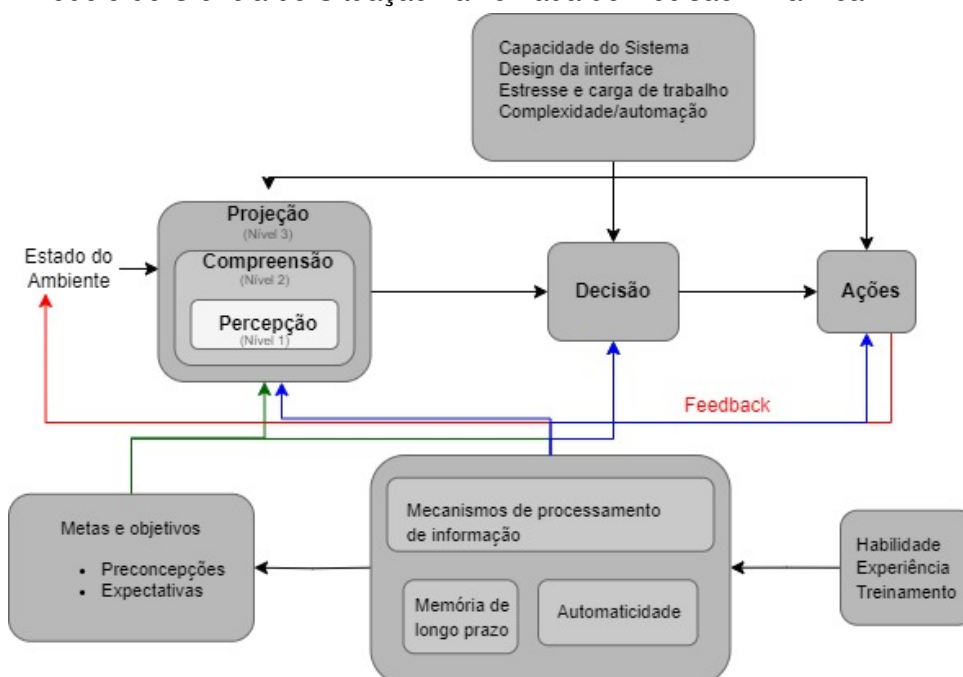 Capacidade do Sistema
Design da interface
Estresse e carga de trabalho
Complexidade/automação
Projeção
(Nível 3)
Estado do
Ambiente
Compreensão
(Nível 2)
Percepção
(Nível 1)
Decisão
Ações
Feedback
Metas e objetivos
• Preconcepções
• Expectativas
Mecanismos de processamento
de informação
Memória de
longo prazo
Automaticidade
Habilidade
Experiência
Treinamento